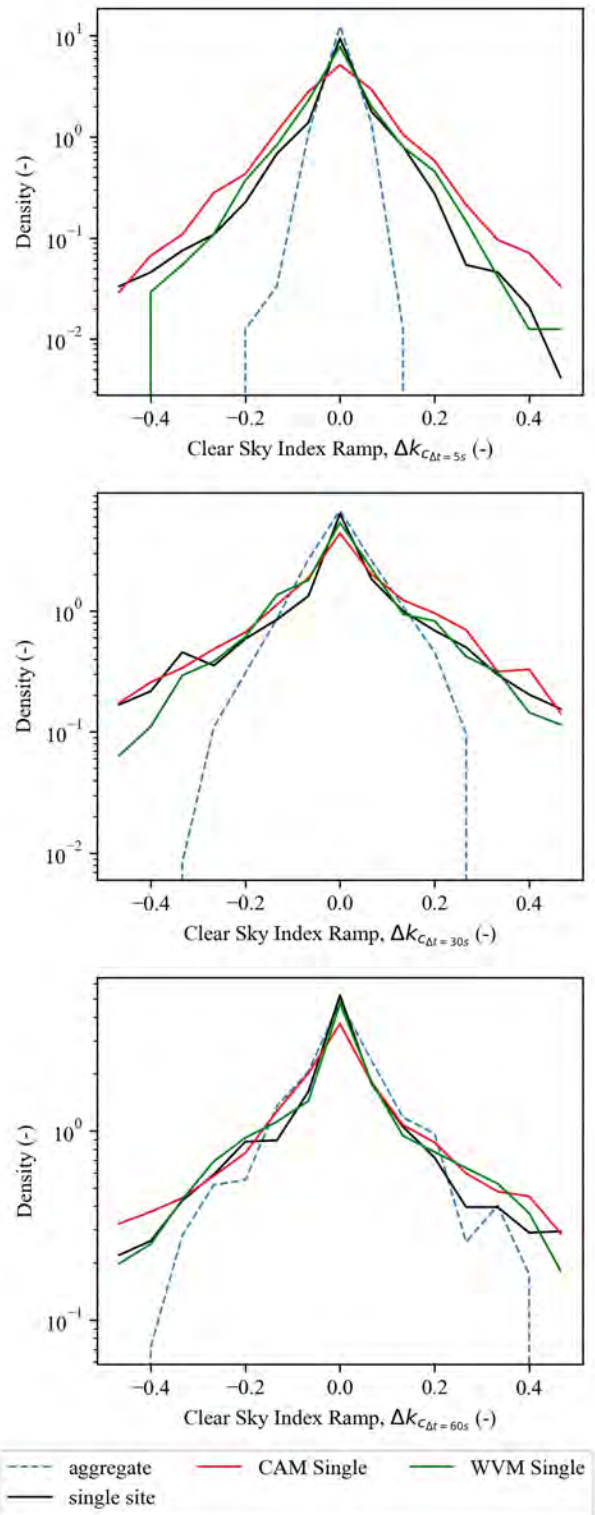 10¹
10⁰
10⁻¹
10⁻²
Density (-)
−0.4 −0.2 0.0 0.2 0.4
Clear Sky Index Ramp, Δk_{c_{Δt=5s}} (-)
10⁰
10⁻¹
10⁻²
Density (-)
−0.4 −0.2 0.0 0.2 0.4
Clear Sky Index Ramp, Δk_{c_{Δt=30s}} (-)
10⁰
10⁻¹
Density (-)
−0.4 −0.2 0.0 0.2 0.4
Clear Sky Index Ramp, Δk_{c_{Δt=60s}} (-)
aggregate CAM Single WVM Single
single site